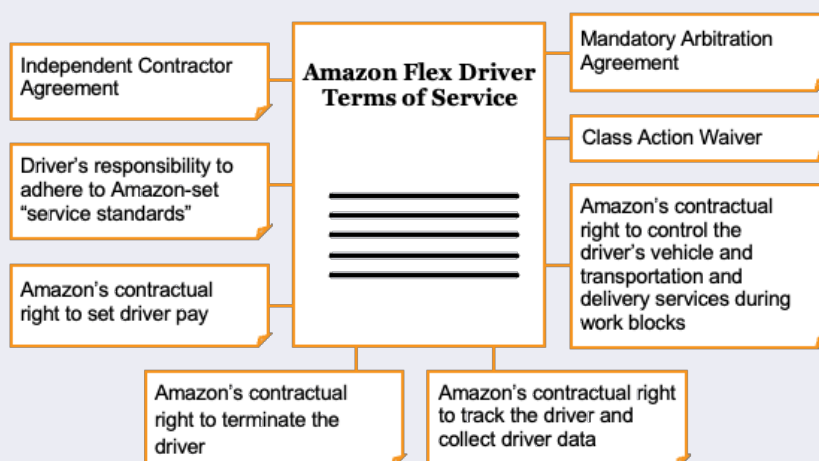 Amazon Flex Driver
Terms of Service
Independent Contractor
Agreement
Driver's responsibility to
adhere to Amazon-set
“service standards”
Amazon's contractual
right to set driver pay
Amazon's contractual
right to terminate the
driver
Amazon's contractual right
to track the driver and
collect driver data
Mandatory Arbitration
Agreement
Class Action Waiver
Amazon's contractual
right to control the
driver's vehicle and
transportation and
delivery services during
work blocks